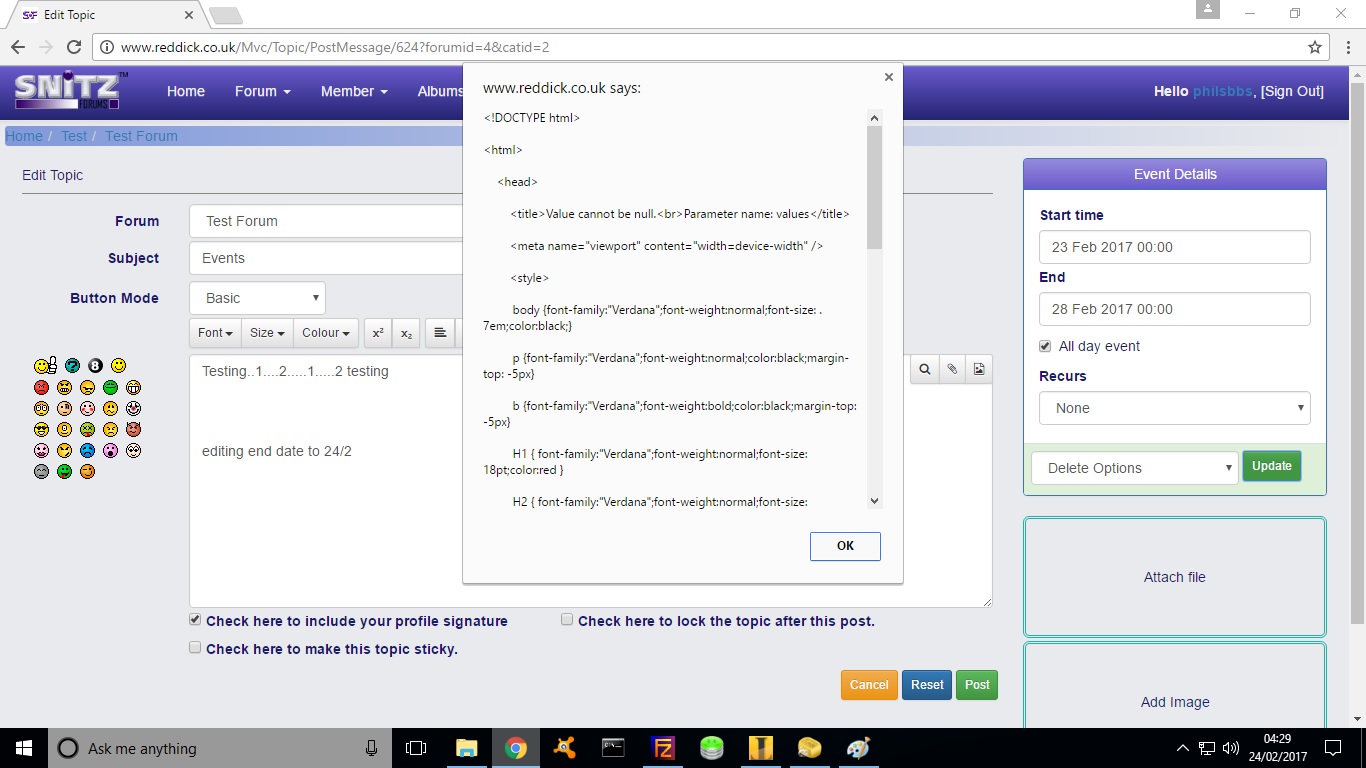 Edit Topic
www.reddick.co.uk/Mvc/Topic/PostMessage/624?forumid=4&catid=2
SNiTZ™
FORUMS
Home Forum Member Albums
Hello philsbbs, [Sign Out]
Home / Test / Test Forum
Edit Topic
Forum Test Forum
Subject Events
Button Mode Basic
Font Size Colour x² x₂
Testing..1....2.....1.....2 testing
editing end date to 24/2
Check here to include your profile signature
Check here to lock the topic after this post.
Check here to make this topic sticky.
Cancel Reset Post
www.reddick.co.uk says:
<!DOCTYPE html>
<html>
<head>
<title>Value cannot be null.<br>Parameter name: values</title>
<meta name="viewport" content="width=device-width" />
<style>
body {font-family:"Verdana";font-weight:normal;font-size: .
7em;color:black;}
p {font-family:"Verdana";font-weight:normal;color:black;margin-
top: -5px}
b {font-family:"Verdana";font-weight:bold;color:black;margin-top:
-5px}
H1 { font-family:"Verdana";font-weight:normal;font-size:
18pt;color:red }
H2 { font-family:"Verdana";font-weight:normal;font-size:
OK
Event Details
Start time
23 Feb 2017 00:00
End
28 Feb 2017 00:00
All day event
Recurs
None
Delete Options Update
Attach file
Add Image
Ask me anything
04:29
24/02/2017